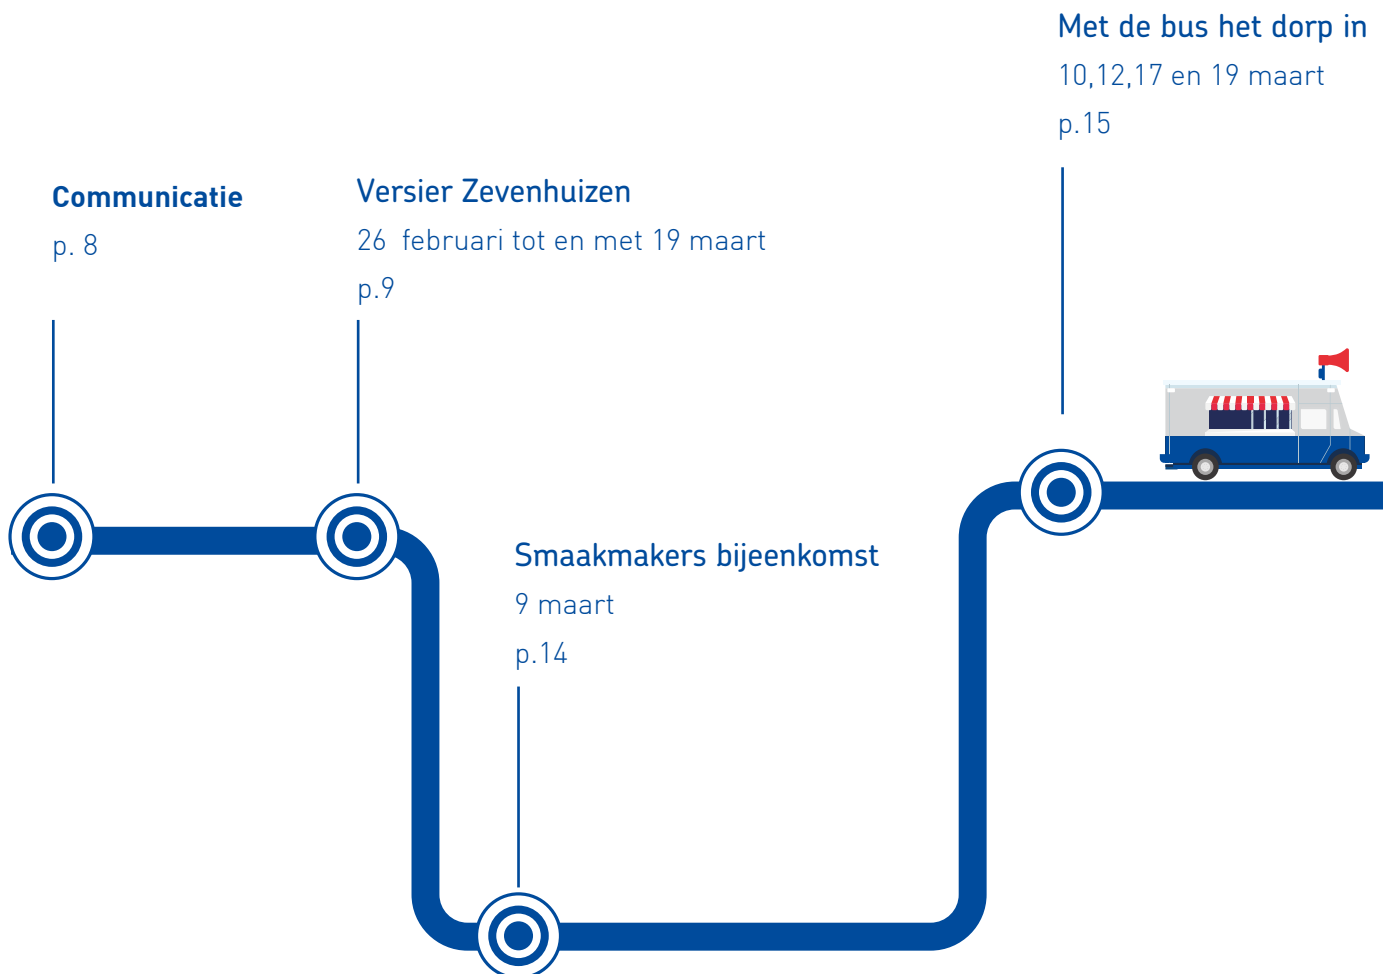 Communicatie
p. 8
Versier Zevenhuizen
26 februari tot en met 19 maart
p.9
Smaakmakers bijeenkomst
9 maart
p.14
Met de bus het dorp in
10,12,17 en 19 maart
p.15